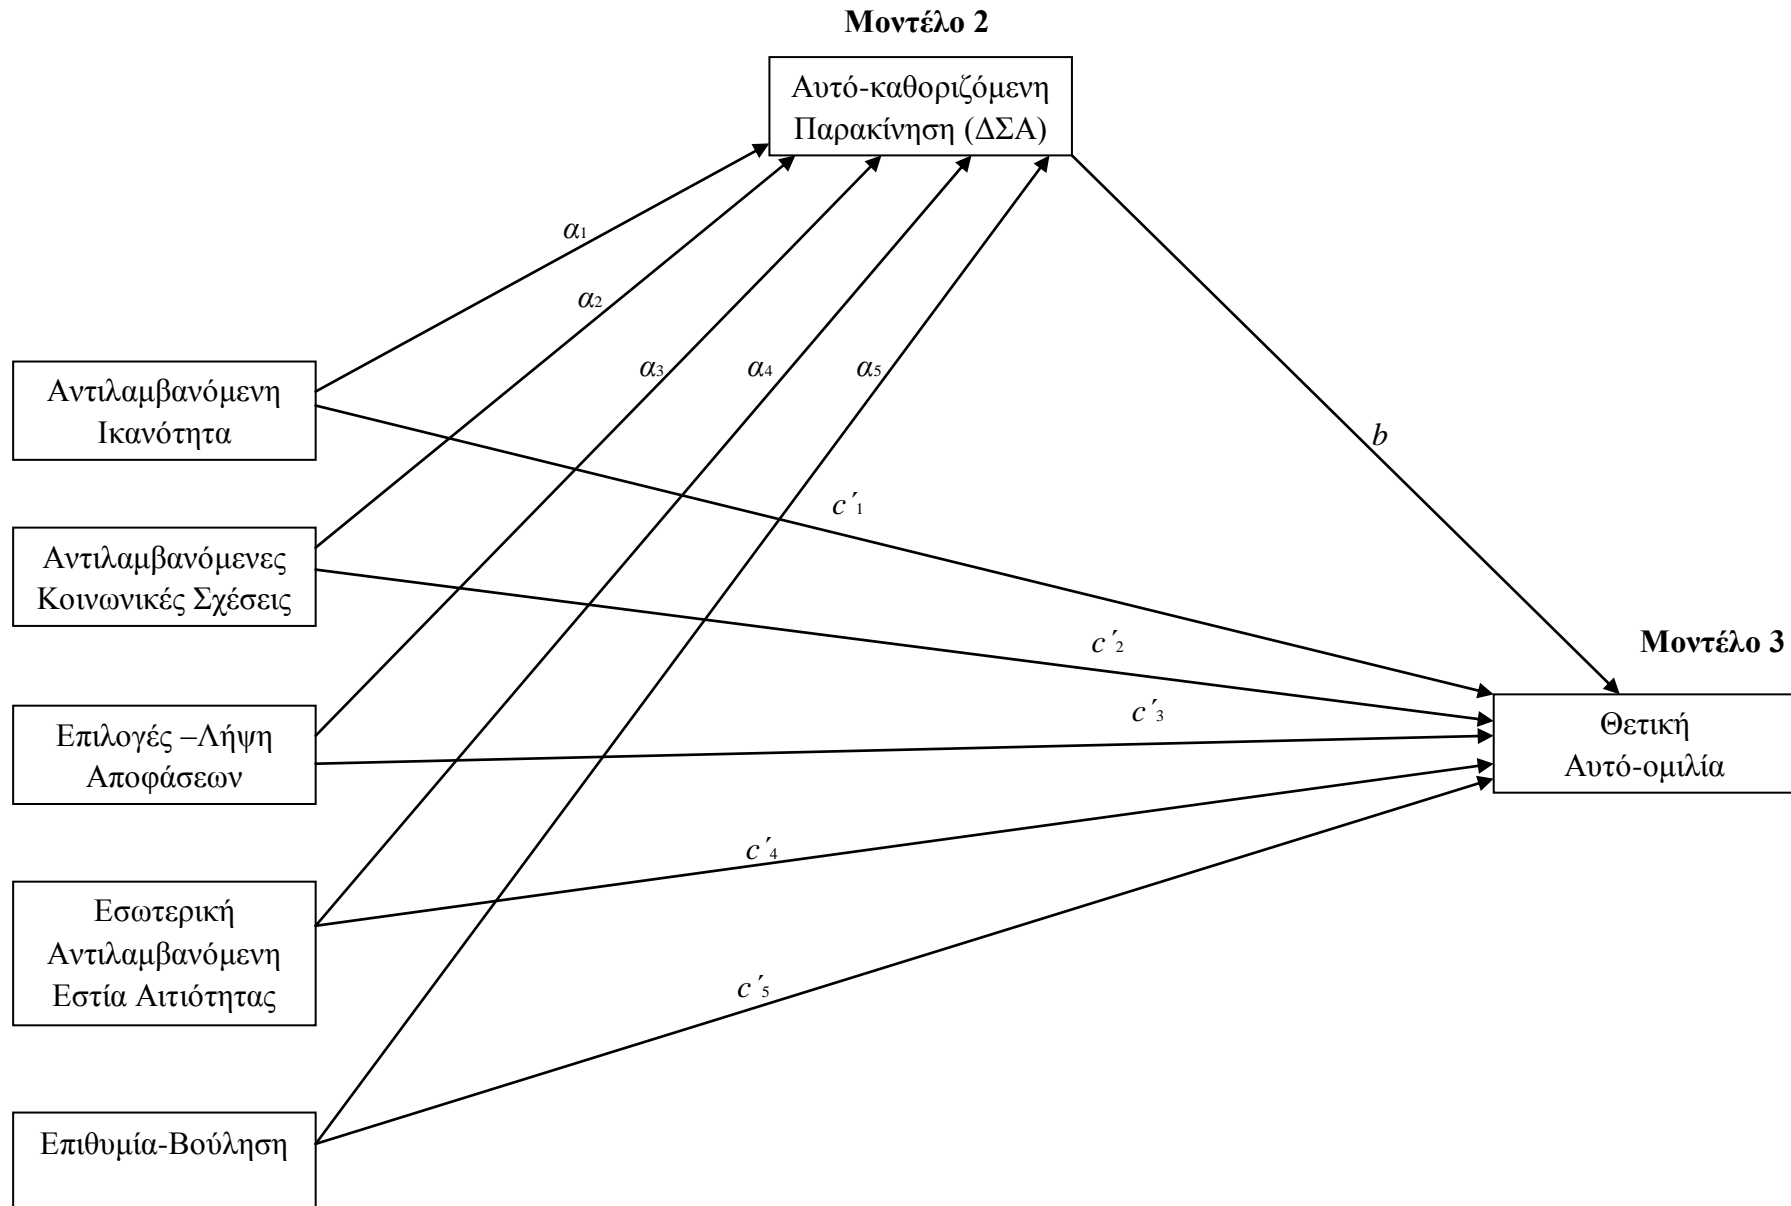 Μοντέλο 2
Αυτό-καθοριζόμενη
Παρακίνηση (ΔΣΑ)
α1
α2
α3
α4
α5
Αντιλαμβανόμενη
Ικανότητα
b
c΄1
Αντιλαμβανόμενες
Κοινωνικές Σχέσεις
c΄2
Μοντέλο 3
c΄3
Επιλογές –Λήψη
Αποφάσεων
Θετική
Αυτό-ομιλία
c΄4
Εσωτερική
Αντιλαμβανόμενη
Εστία Αιτιότητας
c΄5
Επιθυμία-Βούληση